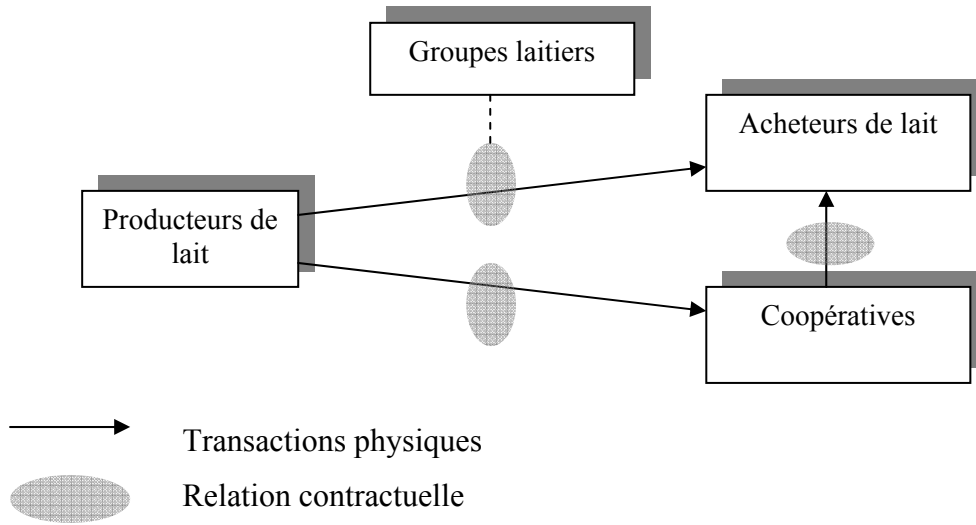 Groupes laitiers
Acheteurs de lait
Producteurs de
lait
Coopératives
Transactions physiques
Relation contractuelle